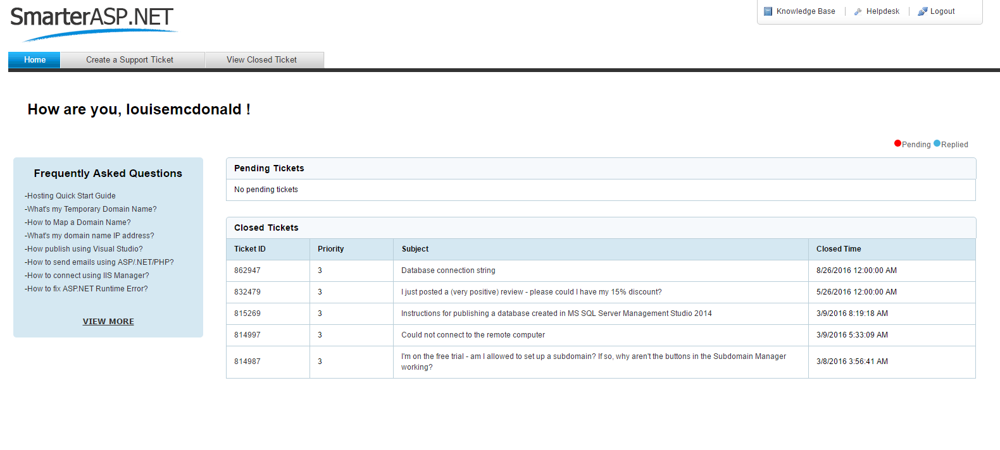 SmarterASP.NET
Knowledge Base
Helpdesk
Logout
Home
Create a Support Ticket
View Closed Ticket
How are you, louisemcdonald !
Pending Replied
Frequently Asked Questions
-Hosting Quick Start Guide
-What's my Temporary Domain Name?
-How to Map a Domain Name?
-What's my domain name IP address?
-How publish using Visual Studio?
-How to send emails using ASP/.NET/PHP?
-How to connect using IIS Manager?
-How to fix ASP.NET Runtime Error?
VIEW MORE
Pending Tickets
No pending tickets
Closed Tickets
Ticket ID Priority Subject Closed Time
862947 3 Database connection string 8/26/2016 12:00:00 AM
832479 3 I just posted a (very positive) review - please could I have my 15% discount? 5/26/2016 12:00:00 AM
815269 3 Instructions for publishing a database created in MS SQL Server Management Studio 2014 3/9/2016 8:19:18 AM
814997 3 Could not connect to the remote computer 3/9/2016 5:33:09 AM
814987 3 I'm on the free trial - am I allowed to set up a subdomain? If so, why aren't the buttons in the Subdomain Manager
working? 3/8/2016 3:56:41 AM